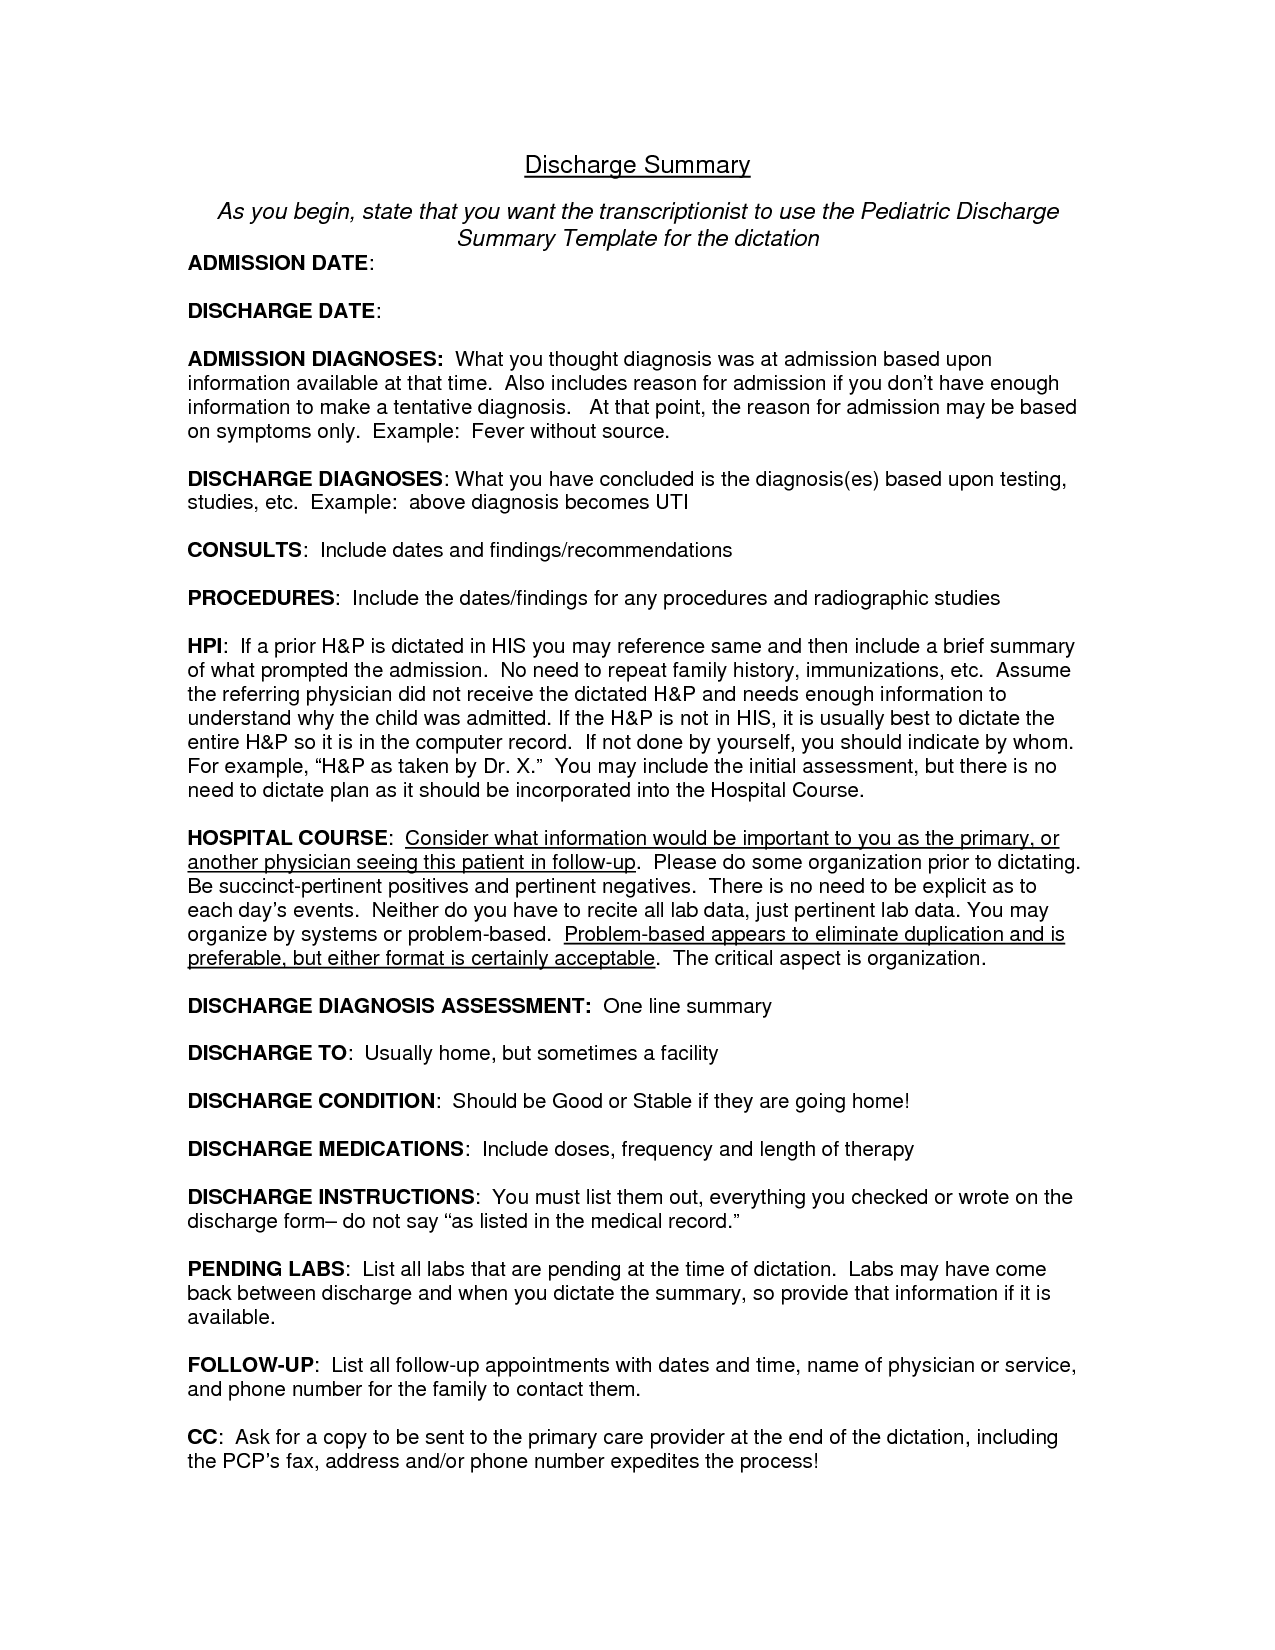 Discharge Summary
As you begin, state that you want the transcriptionist to use the Pediatric Discharge
Summary Template for the dictation
ADMISSION DATE:
DISCHARGE DATE:
ADMISSION DIAGNOSES:  What you thought diagnosis was at admission based upon
information available at that time.  Also includes reason for admission if you don’t have enough
information to make a tentative diagnosis.   At that point, the reason for admission may be based
on symptoms only.  Example:  Fever without source.
DISCHARGE DIAGNOSES: What you have concluded is the diagnosis(es) based upon testing,
studies, etc.  Example:  above diagnosis becomes UTI
CONSULTS:  Include dates and findings/recommendations
PROCEDURES:  Include the dates/findings for any procedures and radiographic studies
HPI:  If a prior H&P is dictated in HIS you may reference same and then include a brief summary
of what prompted the admission.  No need to repeat family history, immunizations, etc.  Assume
the referring physician did not receive the dictated H&P and needs enough information to
understand why the child was admitted. If the H&P is not in HIS, it is usually best to dictate the
entire H&P so it is in the computer record.  If not done by yourself, you should indicate by whom.
For example, “H&P as taken by Dr. X.”  You may include the initial assessment, but there is no
need to dictate plan as it should be incorporated into the Hospital Course.
HOSPITAL COURSE:  Consider what information would be important to you as the primary, or
another physician seeing this patient in follow-up.  Please do some organization prior to dictating.
Be succinct-pertinent positives and pertinent negatives.  There is no need to be explicit as to
each day’s events.  Neither do you have to recite all lab data, just pertinent lab data. You may
organize by systems or problem-based.  Problem-based appears to eliminate duplication and is
preferable, but either format is certainly acceptable.  The critical aspect is organization.
DISCHARGE DIAGNOSIS ASSESSMENT:  One line summary
DISCHARGE TO:  Usually home, but sometimes a facility
DISCHARGE CONDITION:  Should be Good or Stable if they are going home!
DISCHARGE MEDICATIONS:  Include doses, frequency and length of therapy
DISCHARGE INSTRUCTIONS:  You must list them out, everything you checked or wrote on the
discharge form– do not say “as listed in the medical record.”
PENDING LABS:  List all labs that are pending at the time of dictation.  Labs may have come
back between discharge and when you dictate the summary, so provide that information if it is
available.
FOLLOW-UP:  List all follow-up appointments with dates and time, name of physician or service,
and phone number for the family to contact them.
CC:  Ask for a copy to be sent to the primary care provider at the end of the dictation, including
the PCP’s fax, address and/or phone number expedites the process!